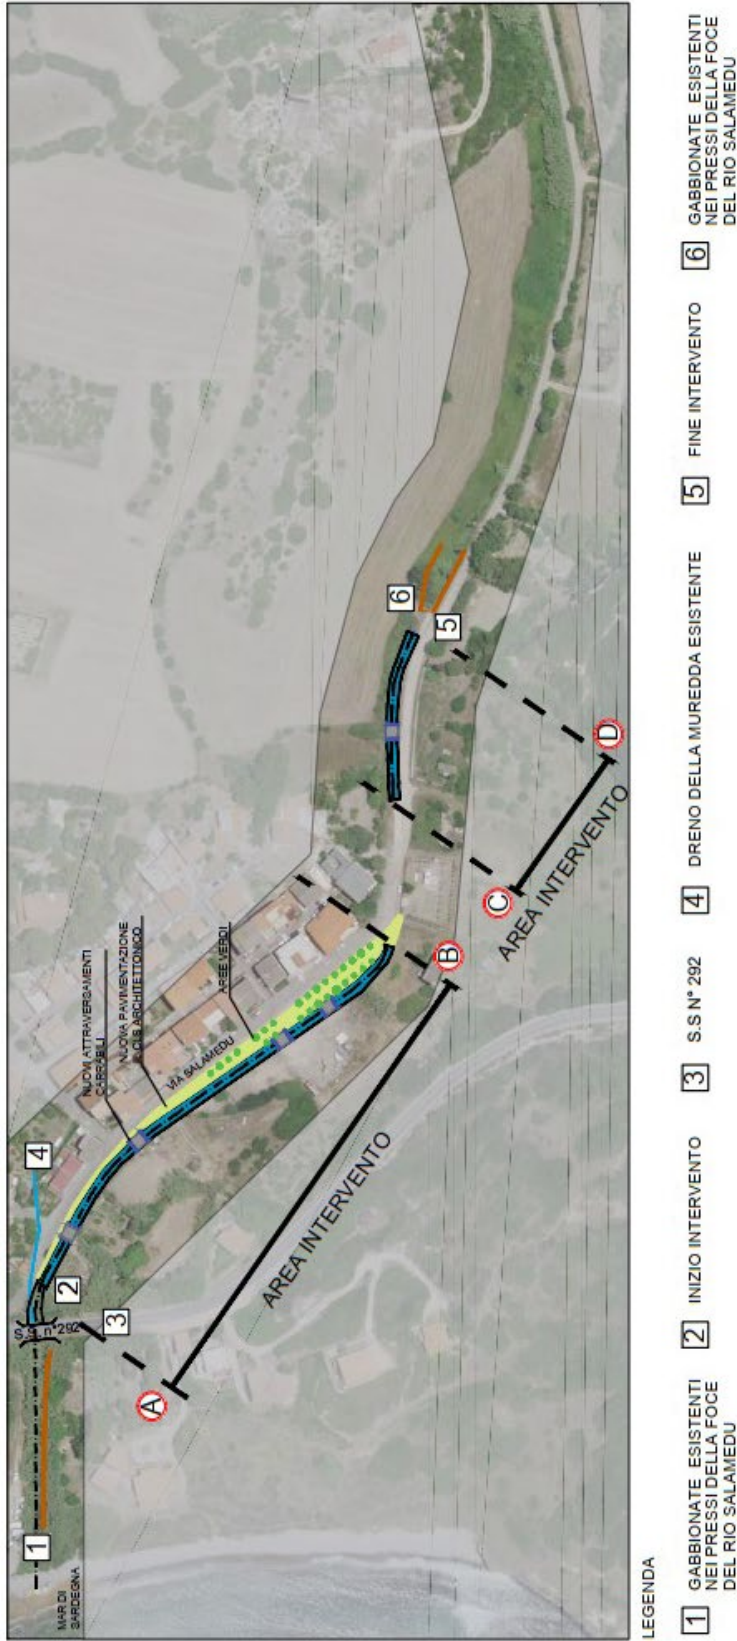 MAR DI
SARDEGNA
1
S.S. n°292
2
3
4
NUOVI ATTRAVERSAMENTI
CARRABILI
NUOVA PAVIMENTAZIONE
CLS ARCHITETTONICO
VIA SALAMEDU
AREE VERDI
A
AREA INTERVENTO
B
C
AREA INTERVENTO
D
5
6
LEGENDA
1 GABBIONATE ESISTENTI
NEI PRESSI DELLA FOCE
DEL RIO SALAMEDU
2 INIZIO INTERVENTO
3 S.S N° 292
4 DRENO DELLA MUREDDA ESISTENTE
5 FINE INTERVENTO
6 GABBIONATE ESISTENTI
NEI PRESSI DELLA FOCE
DEL RIO SALAMEDU